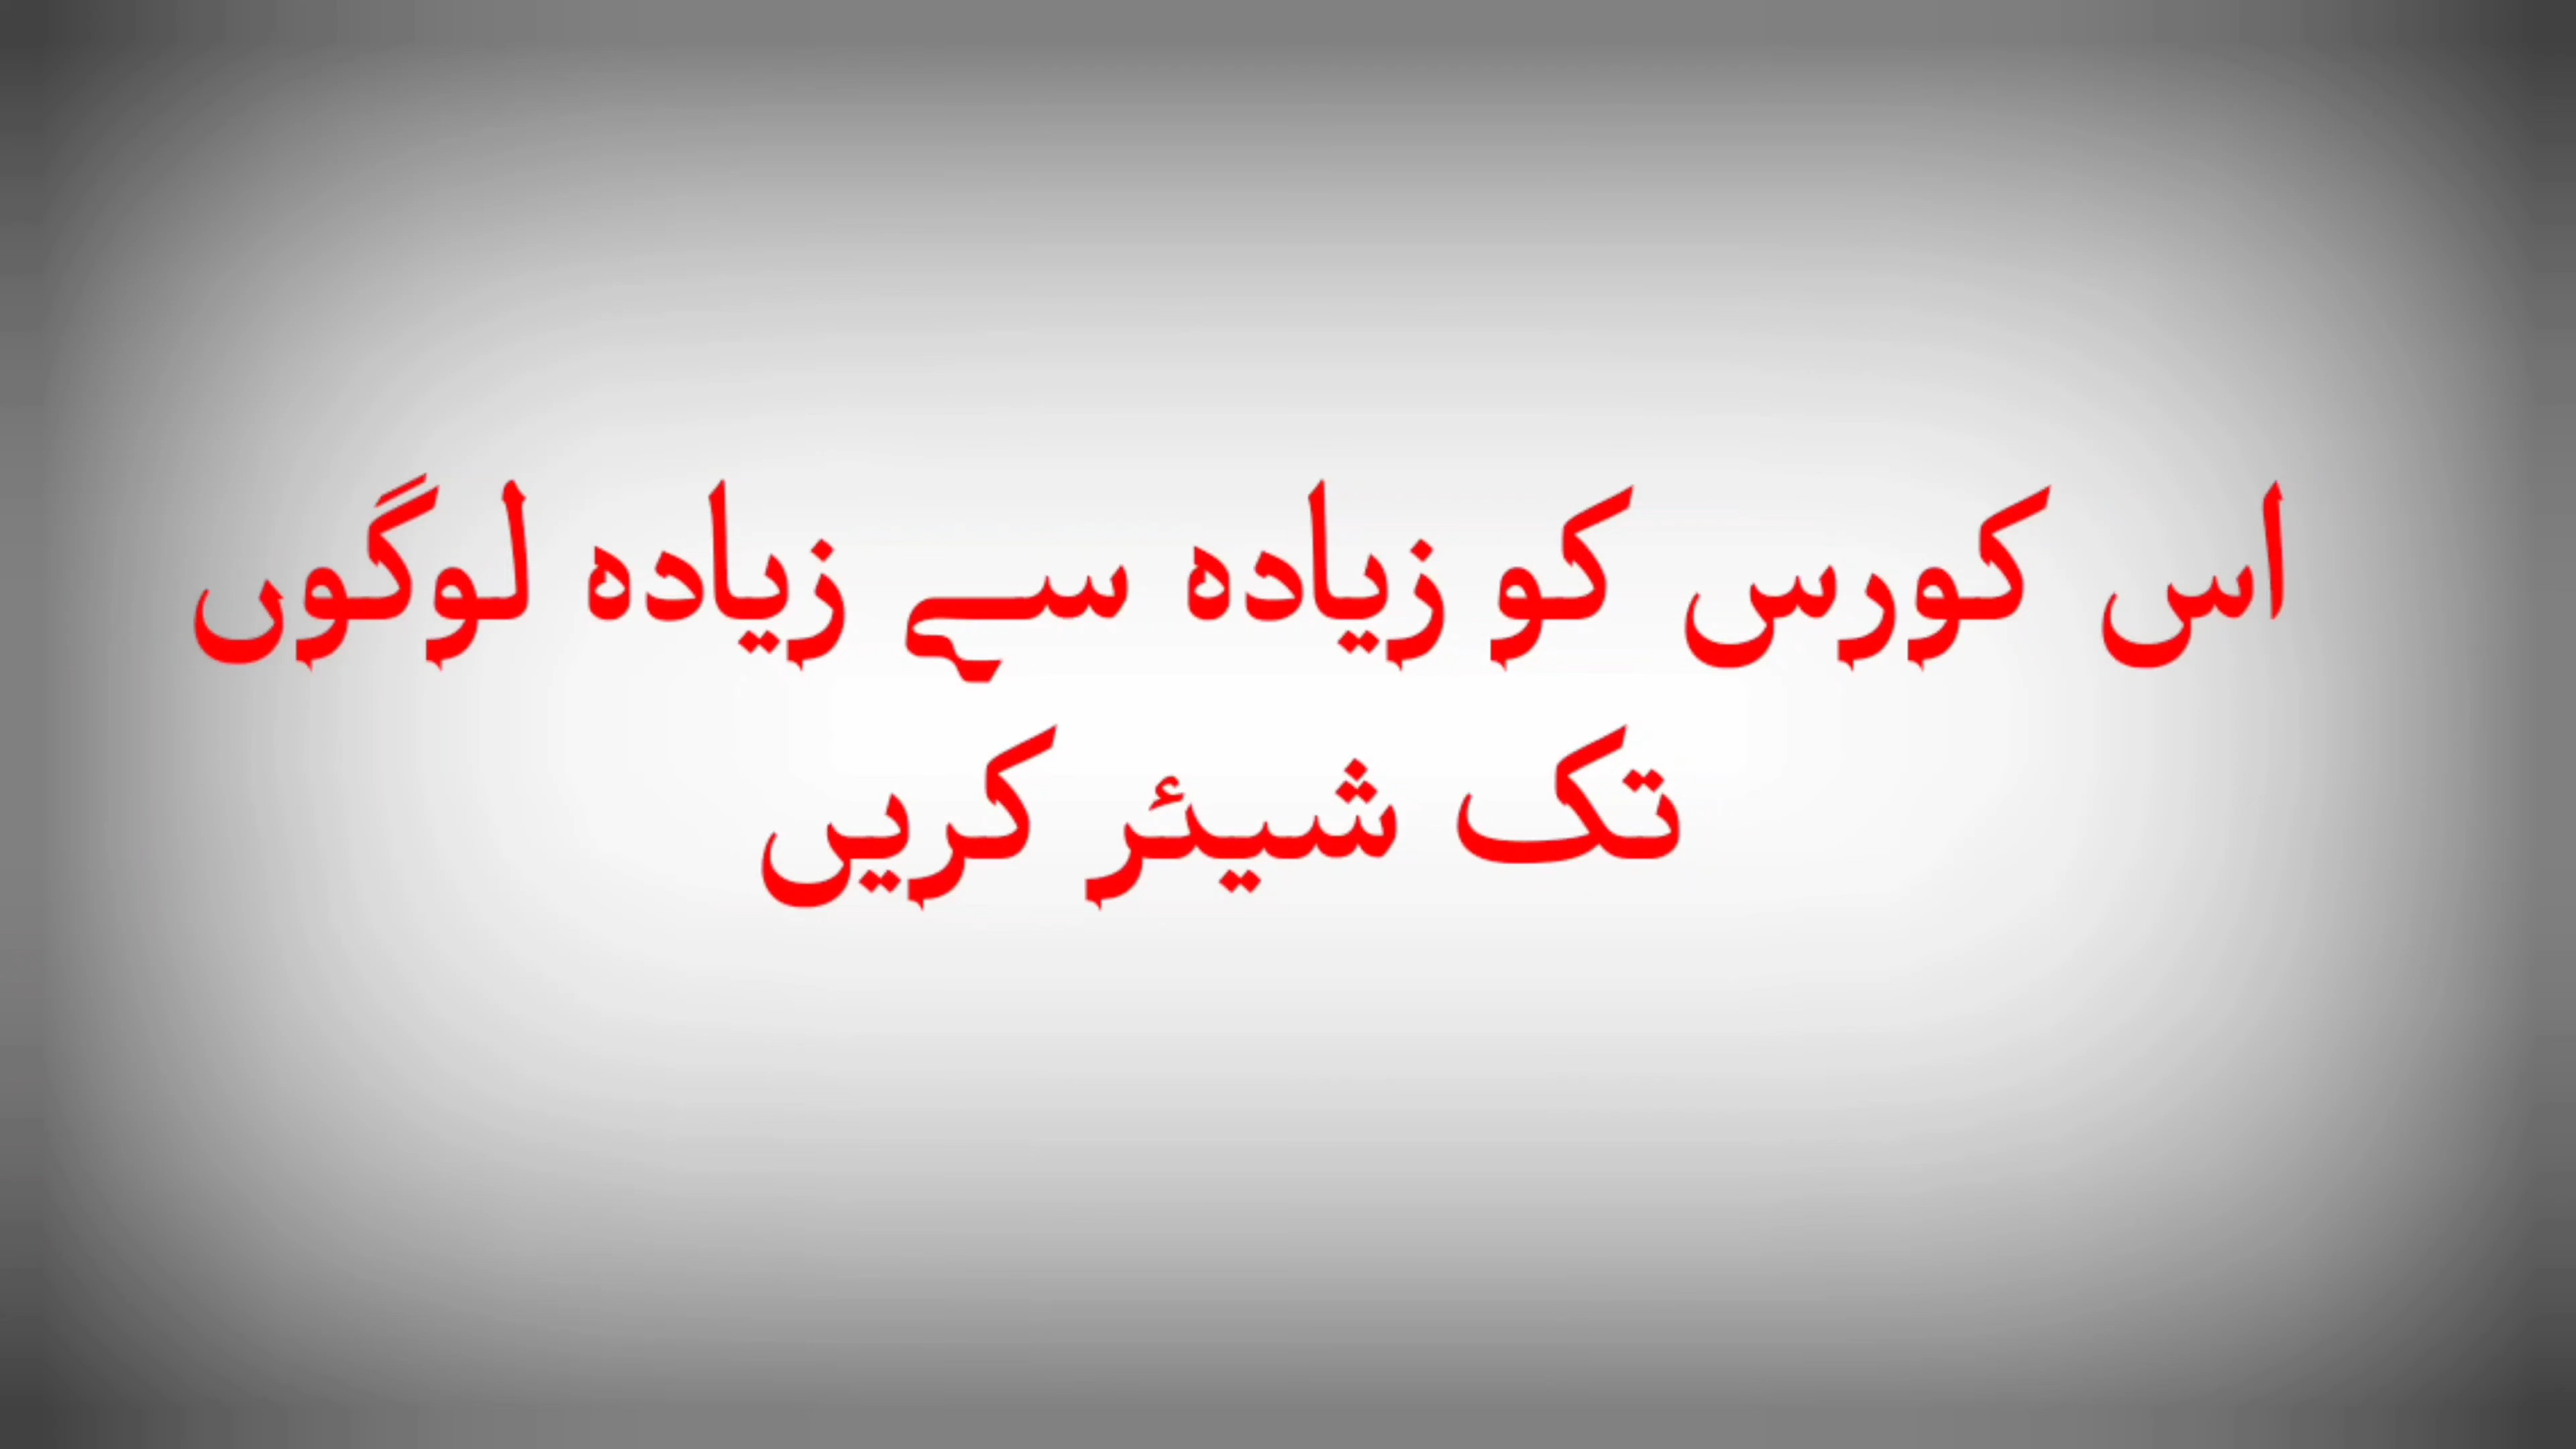 اس کورس کو زیادہ سے زیادہ لوگوں
تک شیئر کریں